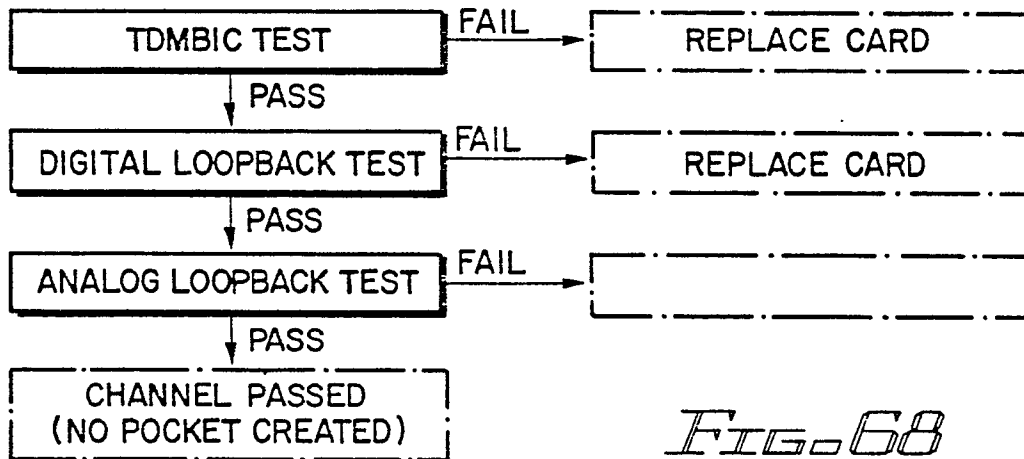 TDMBIC TEST
FAIL
REPLACE CARD
PASS
DIGITAL LOOPBACK TEST
FAIL
REPLACE CARD
PASS
ANALOG LOOPBACK TEST
FAIL
PASS
CHANNEL PASSED
(NO POCKET CREATED)
FIG. 68